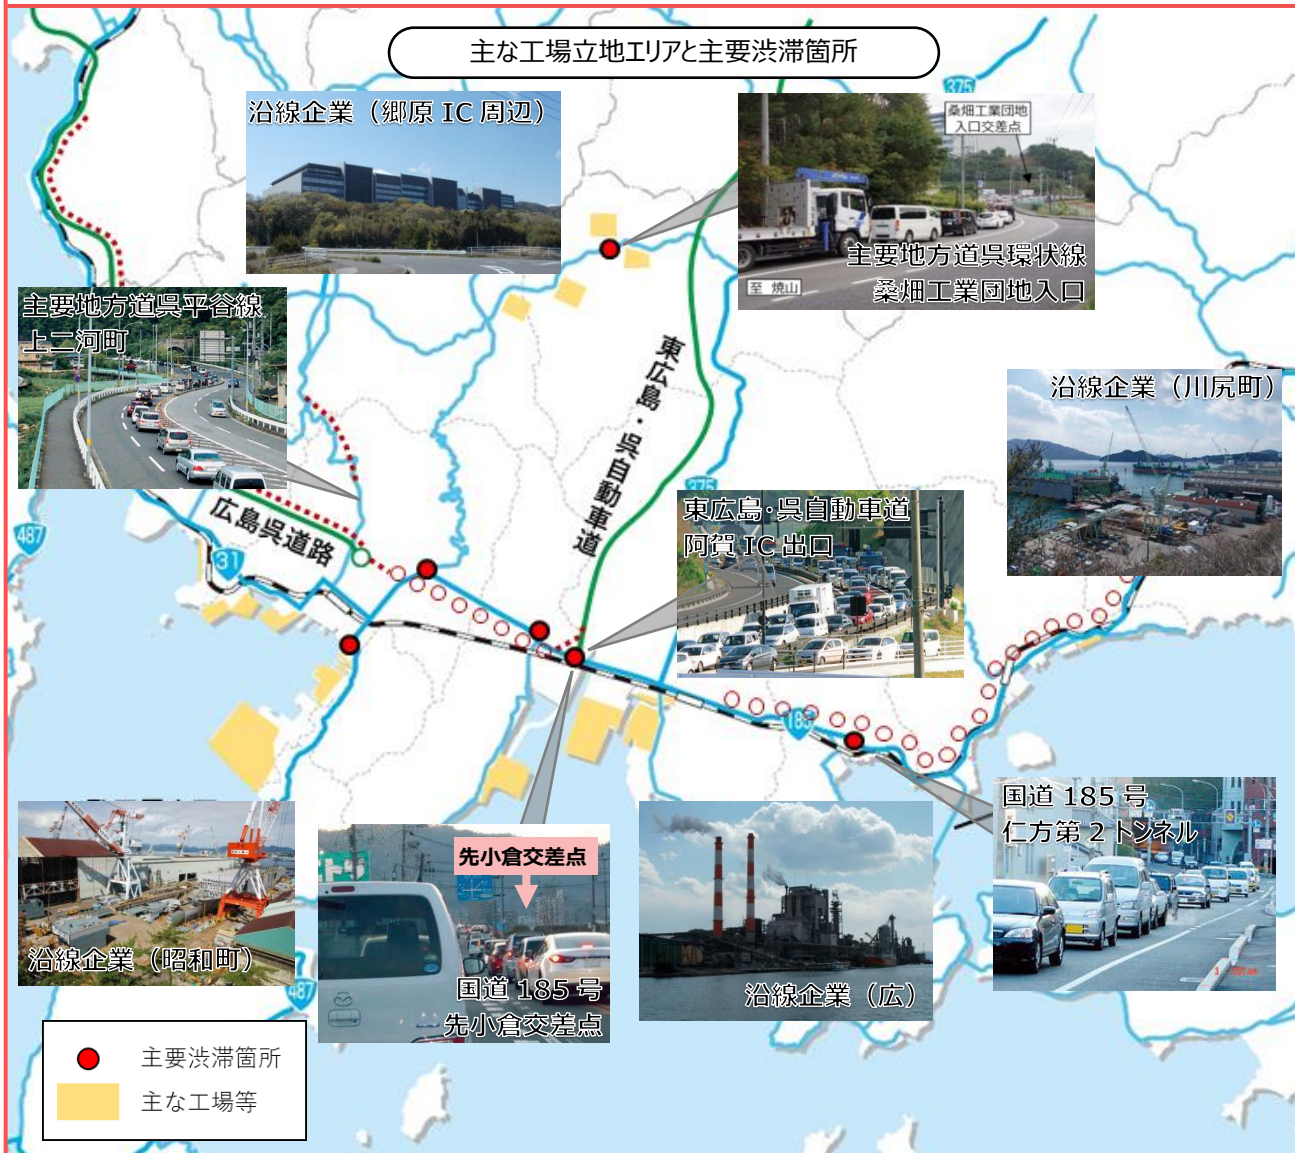 主な工場立地エリアと主要渋滞箇所
375
沿線企業（郷原 IC 周辺）
桑畑工業団地
入口交差点
主要地方道呉環状線
桑畑工業団地入口
至 焼山
主要地方道呉平谷線
上二河町
東広島・呉自動車道
沿線企業（川尻町）
375
東広島・呉自動車道
阿賀 IC 出口
広島呉道路
487
31
185
国道 185 号
仁方第 2 トンネル
沿線企業（昭和町）
487
先小倉交差点
国道 185 号
先小倉交差点
沿線企業（広）
主要渋滞箇所
主な工場等